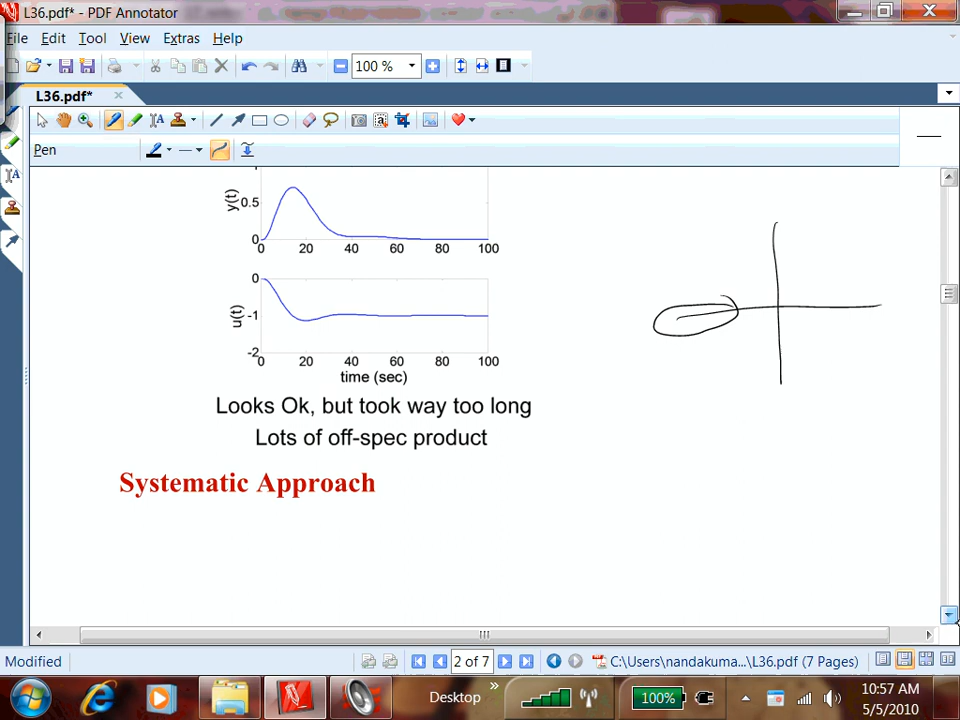 L36.pdf* - PDF Annotator
File Edit Tool View Extras Help
100 %
L36.pdf*
Pen
y(t)
0.5
0
0 20 40 60 80 100
u(t)
0
-1
-2
0 20 40 60 80 100
time (sec)
Looks Ok, but took way too long
Lots of off-spec product
Systematic Approach
Modified
2 of 7
C:\Users\nandakuma...\L36.pdf (7 Pages)
Desktop
»
100%
10:57 AM
5/5/2010